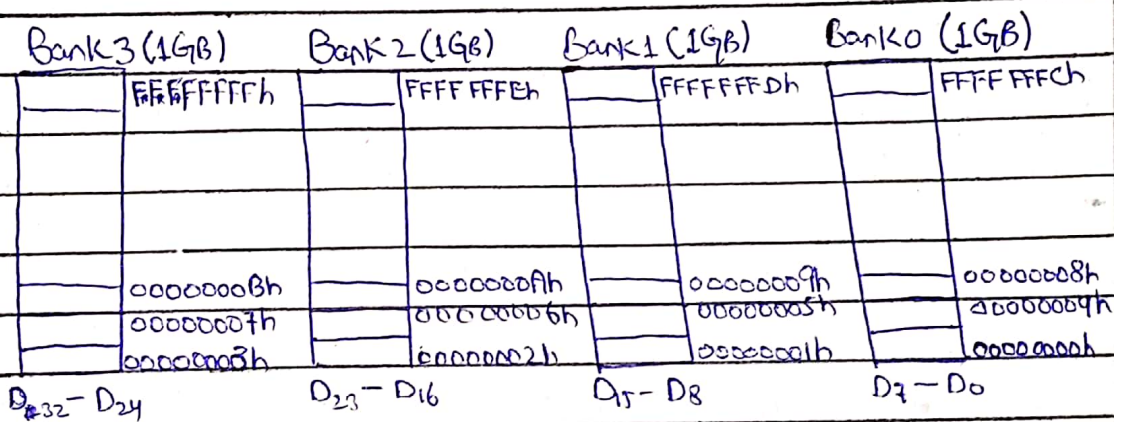 Bank3 (1GB) Bank2 (1GB) Bank1 (1GB) Bank0 (1GB)
FFFFFFFFh FFFF FFFEh FFFFFFFDh FFFF FFFCh
0000000Bh 0000000Ah 00000009h 00000008h
00000007h 00000006h 00000005h 00000004h
00000003h 00000002h 00000001h 00000000h
D32 - D24 D23 - D16 D15 - D8 D7 - D0